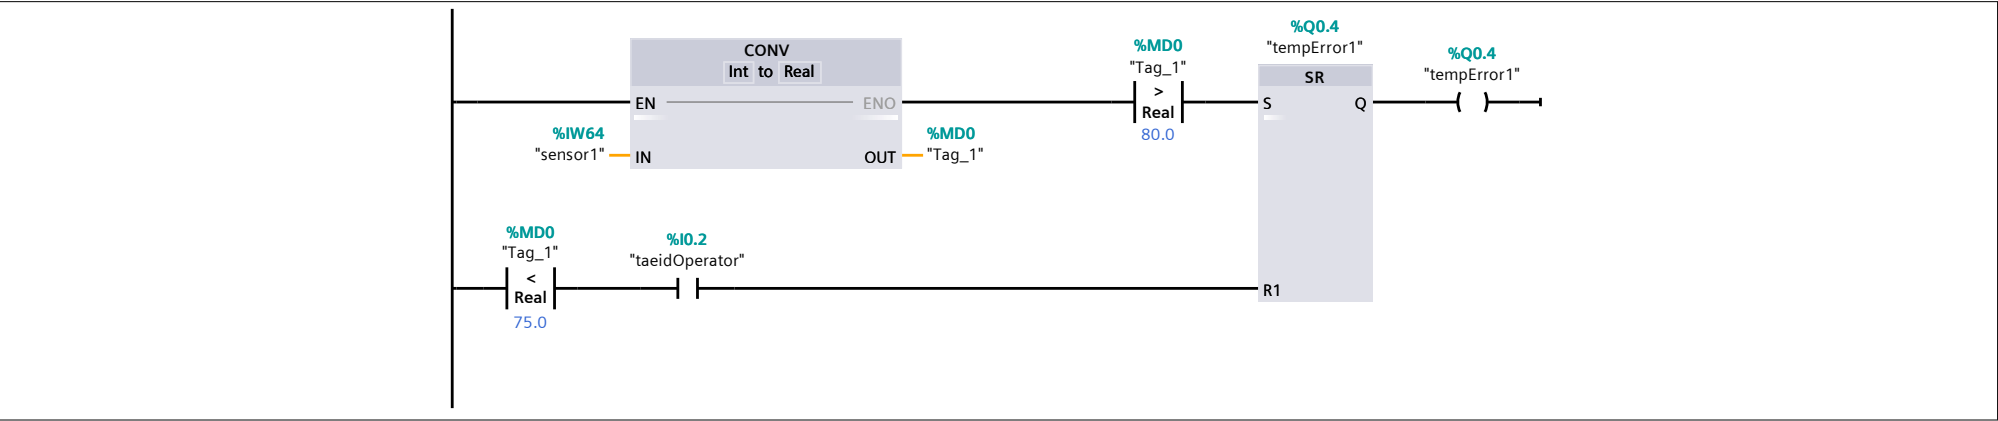 %Q0.4
"tempError1"
%MD0
"Tag_1"
%Q0.4
"tempError1"
CONV
Int to Real
SR
>
Real
80.0
EN
ENO
S
Q
%IW64
"sensor1"
IN
OUT
%MD0
"Tag_1"
%MD0
"Tag_1"
<
Real
75.0
%I0.2
"taeidOperator"
R1